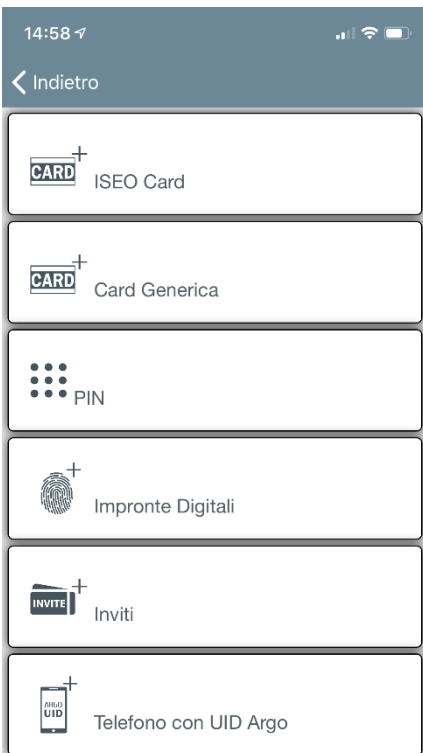 14:58
Indietro
CARD
ISEO Card
CARD
Card Generica
PIN
Impronte Digitali
INVITE
Inviti
ARGO
UID
Telefono con UID Argo